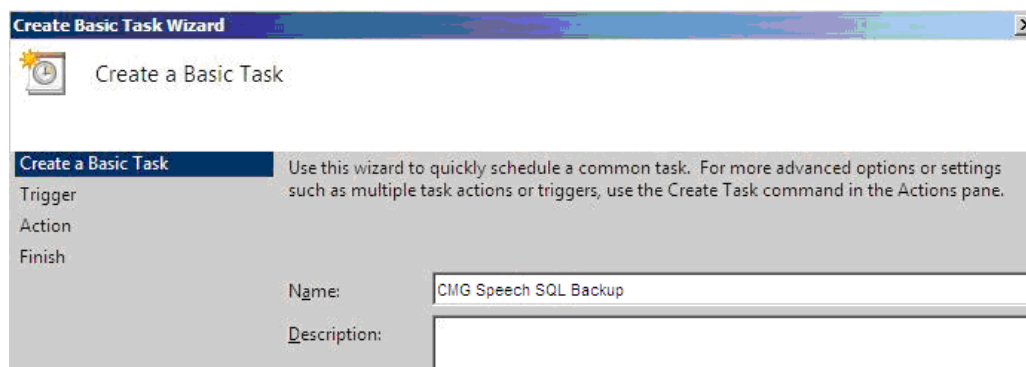 Create Basic Task Wizard
Create a Basic Task
Create a Basic Task
Trigger
Action
Finish
Use this wizard to quickly schedule a common task. For more advanced options or settings
such as multiple task actions or triggers, use the Create Task command in the Actions pane.
Name:
CMG Speech SQL Backup
Description: